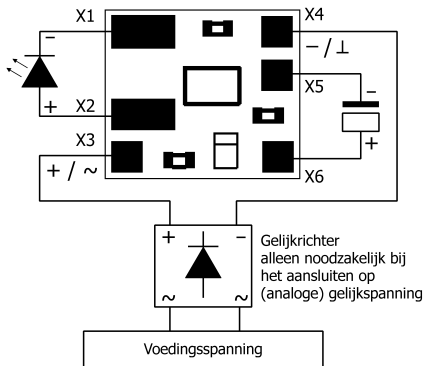 X1
X4
−
− / ⊥
X5
−
+
X2
X3
+
+ / ~
X6
+
−
Gelijkrichter
alleen noodzakelijk bij
het aansluiten op
(analoge) gelijkspanning
~
~
Voedingsspanning